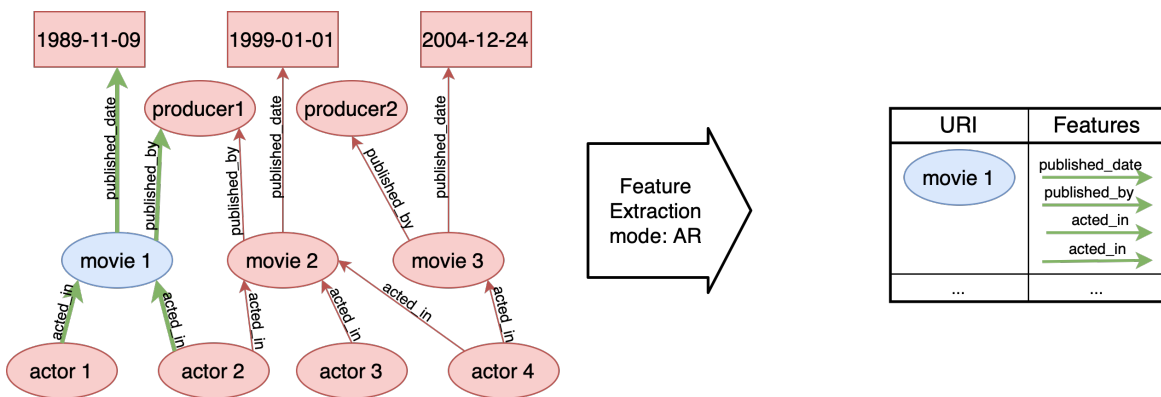 1989-11-09
1999-01-01
2004-12-24
producer1
producer2
published_date
published_by
published_by
published_date
published_by
published_date
movie 1
movie 2
movie 3
acted_in
acted_in
acted_in
acted_in
acted_in
acted_in
actor 1
actor 2
actor 3
actor 4
Feature
Extraction
mode: AR
URI
Features
movie 1
published_date
published_by
acted_in
acted_in
...
...